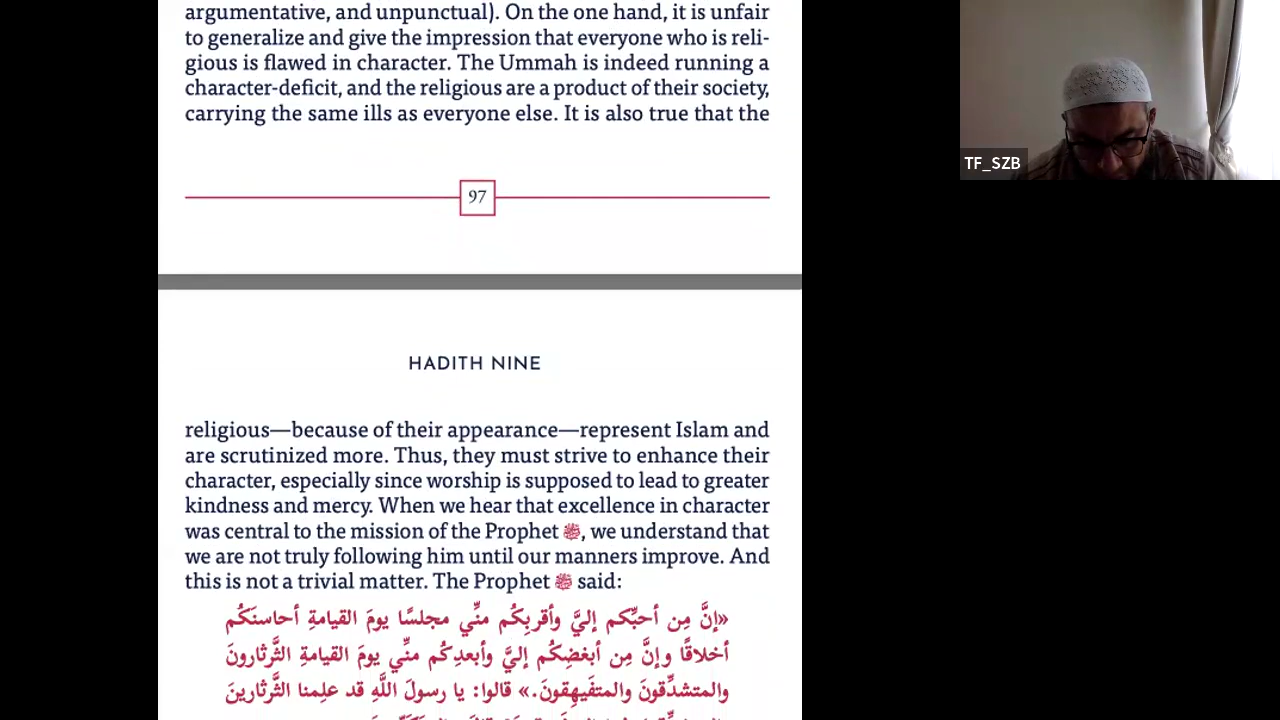 argumentative, and unpunctual). On the one hand, it is unfair
to generalize and give the impression that everyone who is reli-
gious is flawed in character. The Ummah is indeed running a
character-deficit, and the religious are a product of their society,
carrying the same ills as everyone else. It is also true that the
97
HADITH NINE
religious—because of their appearance—represent Islam and
are scrutinized more. Thus, they must strive to enhance their
character, especially since worship is supposed to lead to greater
kindness and mercy. When we hear that excellence in character
was central to the mission of the Prophet ﷺ, we understand that
we are not truly following him until our manners improve. And
this is not a trivial matter. The Prophet ﷺ said:
«إنَّ مِن أحبِّكم إليَّ وأقربِكُم منِّي مجلسًا يومَ القيامةِ أحاسنَكُم
أخلاقًا وإنَّ مِن أبغضِكُم إليَّ وأبعدِكُم منِّي يومَ القيامةِ الثَّرثارونَ
والمتشدِّقونَ والمتفَيهِقونَ.» قالوا: يا رسولَ اللَّهِ قد علِمنا الثَّرثارينَ
TF_SZB